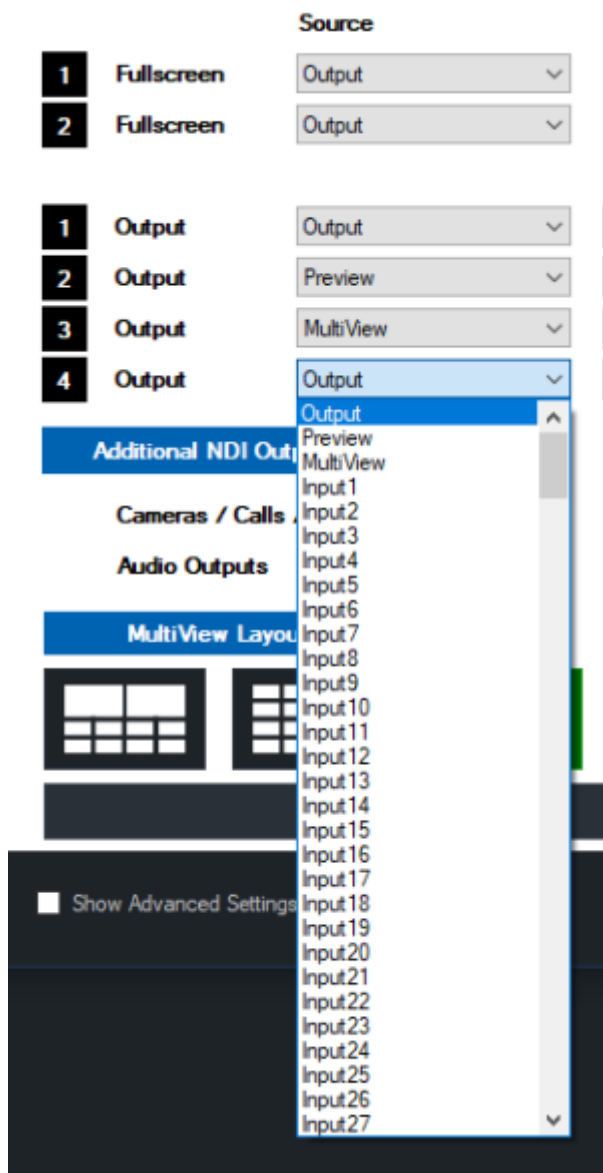 Source
1 Fullscreen Output
2 Fullscreen Output
1 Output Output
2 Output Preview
3 Output MultiView
4 Output Output
Output
Preview
MultiView
Input1
Input2
Input3
Input4
Input5
Input6
Input7
Input8
Input9
Input10
Input11
Input12
Input13
Input14
Input15
Input16
Input17
Input18
Input19
Input20
Input21
Input22
Input23
Input24
Input25
Input26
Input27
Additional NDI Out
Cameras / Calls
Audio Outputs
MultiView Layou
Show Advanced Settings